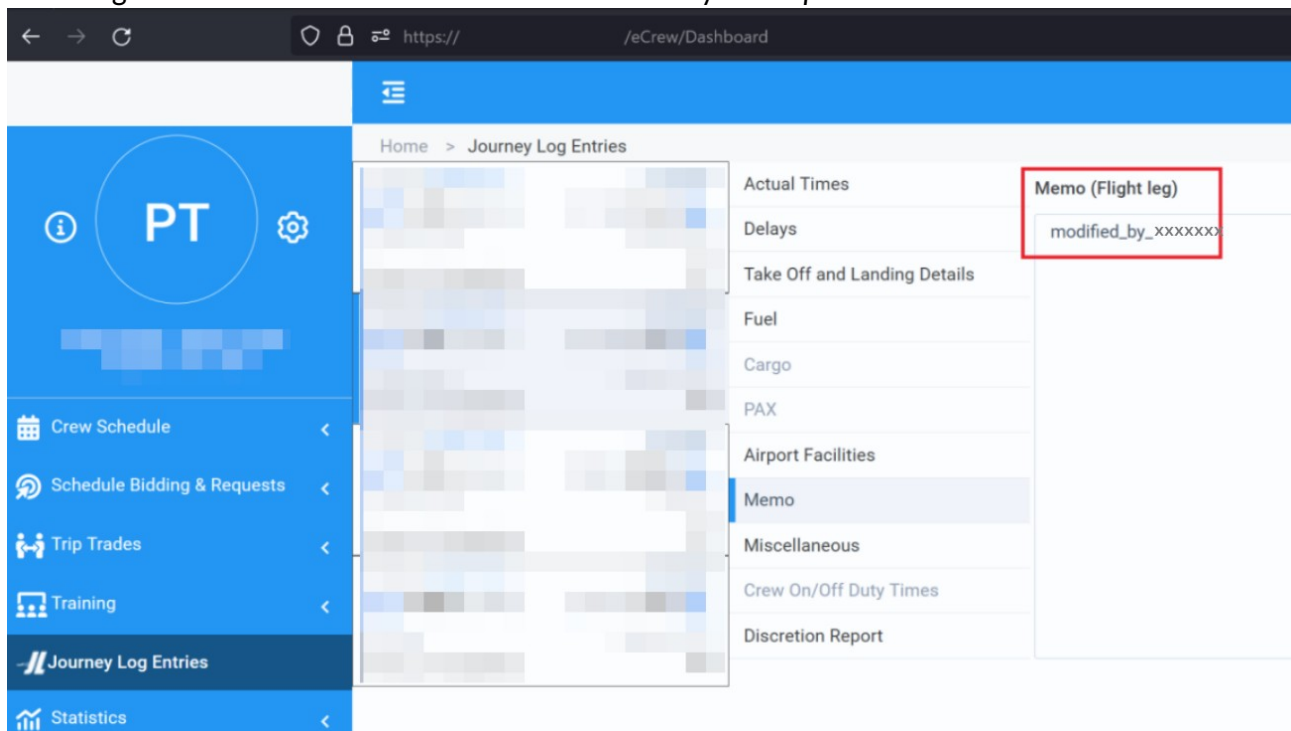 https:// /eCrew/Dashboard
PT
Crew Schedule
Schedule Bidding & Requests
Trip Trades
Training
Journey Log Entries
Statistics
Home > Journey Log Entries
Actual Times
Delays
Take Off and Landing Details
Fuel
Cargo
PAX
Airport Facilities
Memo
Miscellaneous
Crew On/Off Duty Times
Discretion Report
Memo (Flight leg)
modified_by_xxxxxxx